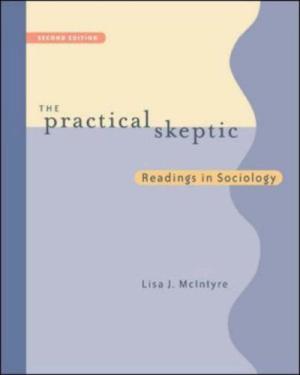 SECOND EDITION
THE
practical skeptic
Readings in Sociology
Lisa J. McIntyre